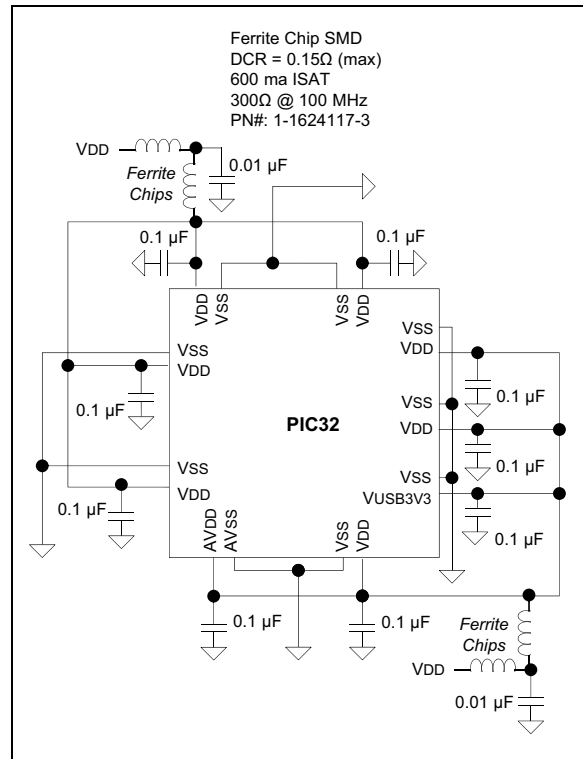 Ferrite Chip SMD
DCR = 0.15Ω (max)
600 ma ISAT
300Ω @ 100 MHz
PN#: 1-1624117-3
VDD
0.01 µF
Ferrite
Chips
0.1 µF
0.1 µF
VDD
VSS
VSS
VDD
VSS
VDD
0.1 µF
VSS
VDD
0.1 µF
PIC32
VSS
VDD
0.1 µF
VSS
VDD
0.1 µF
VSS
VUSB3V3
0.1 µF
AVDD
AVSS
VSS
VDD
0.1 µF
0.1 µF
Ferrite
Chips
VDD
0.01 µF